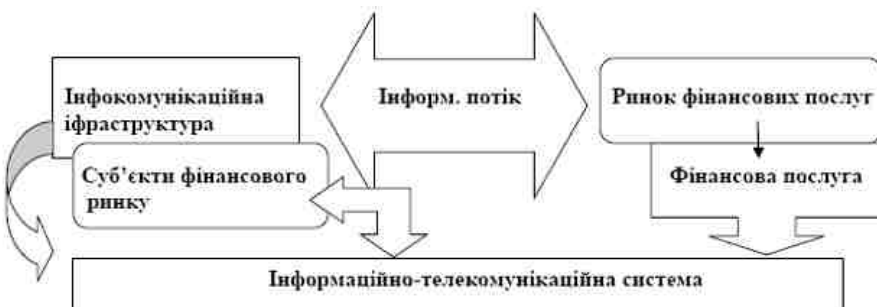 Інфокомунікаційна
іфраструктура
Інформ. потік
Ринок фінансових послуг
Суб’єкти фінансового
ринку
Фінансова послуга
Інформаційно-телекомунікаційна система